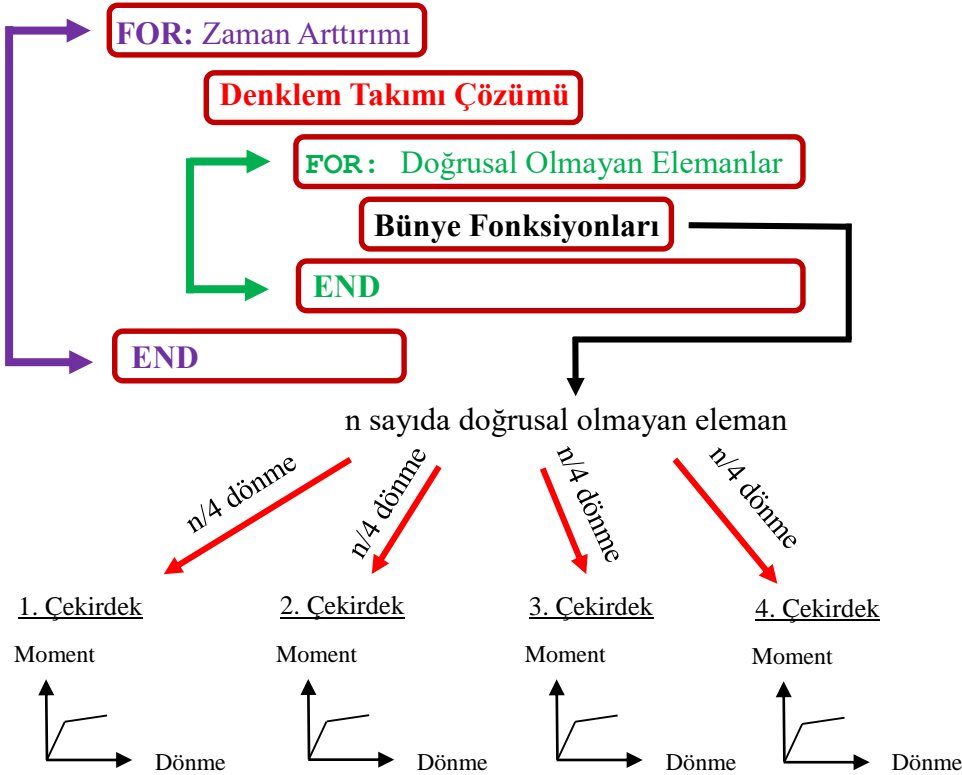 FOR: Zaman Arttırımı
Denklem Takımı Çözümü
FOR: Doğrusal Olmayan Elemanlar
Bünye Fonksiyonları
END
END
n sayıda doğrusal olmayan eleman
n/4 dönme
n/4 dönme
n/4 dönme
n/4 dönme
1. Çekirdek
2. Çekirdek
3. Çekirdek
4. Çekirdek
Moment
Moment
Moment
Moment
Dönme
Dönme
Dönme
Dönme